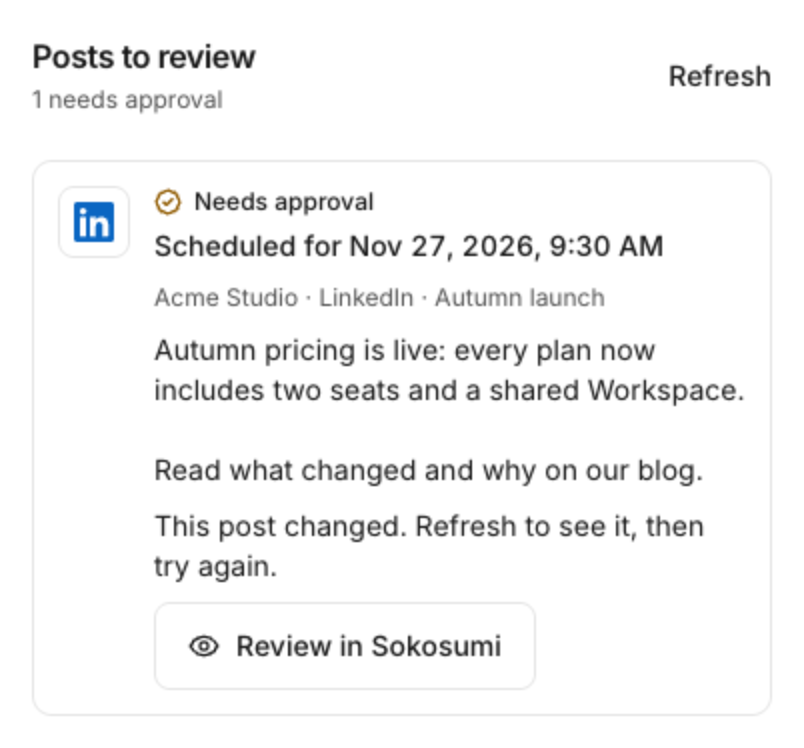 Posts to review
Refresh
1 needs approval
in
Needs approval
Scheduled for Nov 27, 2026, 9:30 AM
Acme Studio · LinkedIn · Autumn launch
Autumn pricing is live: every plan now
includes two seats and a shared Workspace.
Read what changed and why on our blog.
This post changed. Refresh to see it, then
try again.
Review in Sokosumi